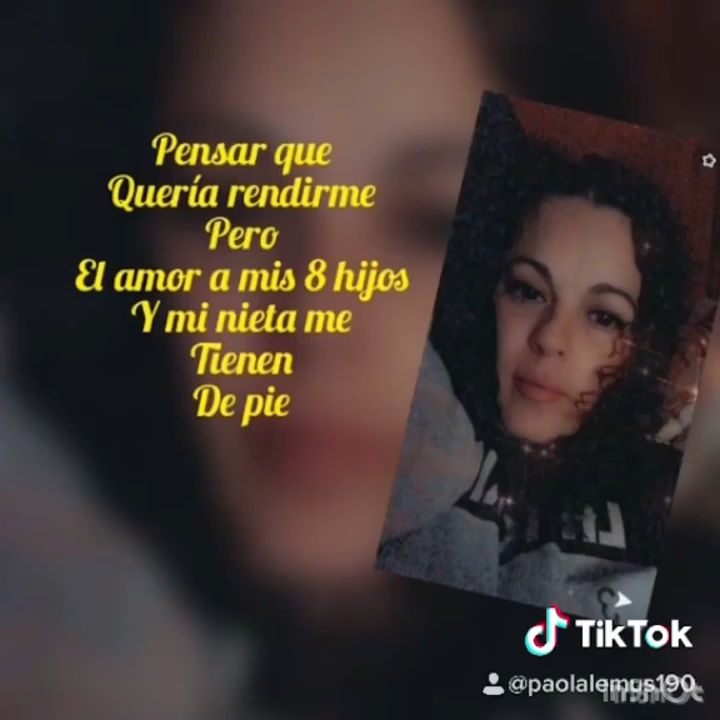 Pensar que
Quería rendirme
Pero
El amor a mis 8 hijos
Y mi nieta me
Tienen
De pie
TikTok
@paolalemus190